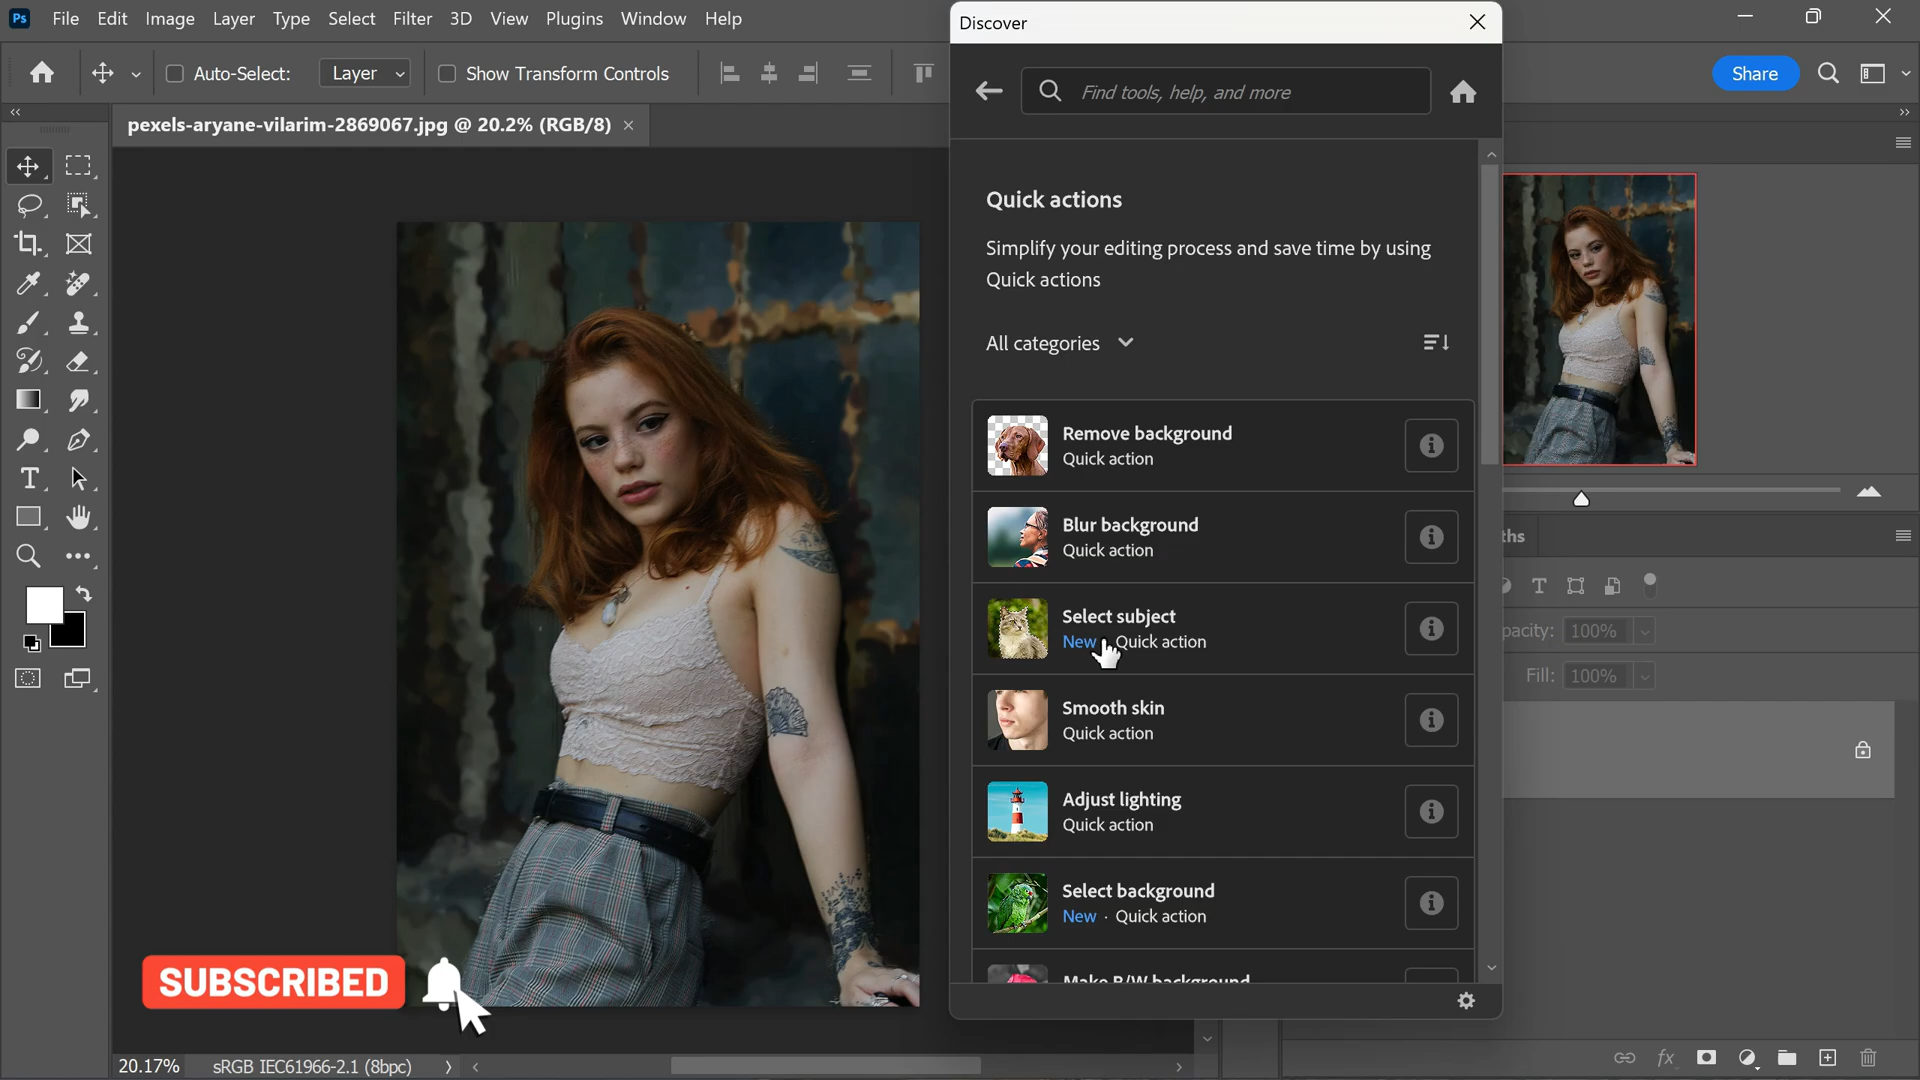 Ps File Edit Image Layer Type Select Filter 3D View Plugins Window Help
Discover
Auto-Select: Layer Show Transform Controls
Find tools, help, and more
Share
pexels-aryane-vilarim-2869067.jpg @ 20.2% (RGB/8)
Quick actions
Simplify your editing process and save time by using
Quick actions
All categories
Remove background
Quick action
Blur background
Quick action
Select subject
New Quick action
Smooth skin
Quick action
Adjust lighting
Quick action
Select background
New · Quick action
Make B/W background
ths
pacity: 100%
Fill: 100%
SUBSCRIBED
20.17% sRGB IEC61966-2.1 (8bpc)
fx